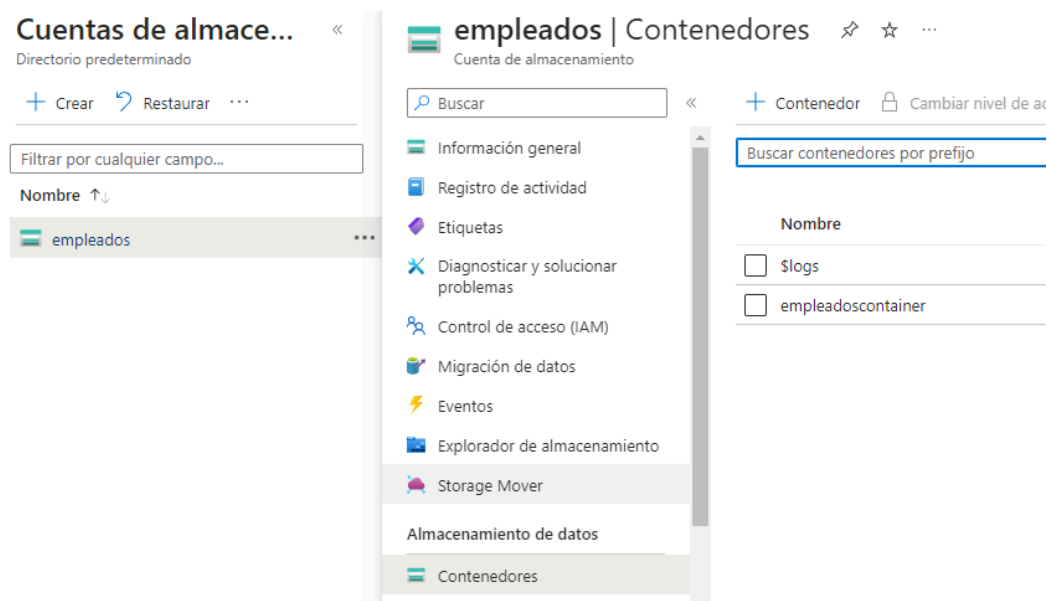 Cuentas de almace...
«
Directorio predeterminado
+ Crear
Restaurar
...
Filtrar por cualquier campo...
Nombre ↑↓
empleados
...
empleados | Contenedores
...
Cuenta de almacenamiento
Buscar
«
Información general
Registro de actividad
Etiquetas
Diagnosticar y solucionar
problemas
Control de acceso (IAM)
Migración de datos
Eventos
Explorador de almacenamiento
Storage Mover
Almacenamiento de datos
Contenedores
+ Contenedor
Cambiar nivel de ac
Buscar contenedores por prefijo
Nombre
$logs
empleadoscontainer